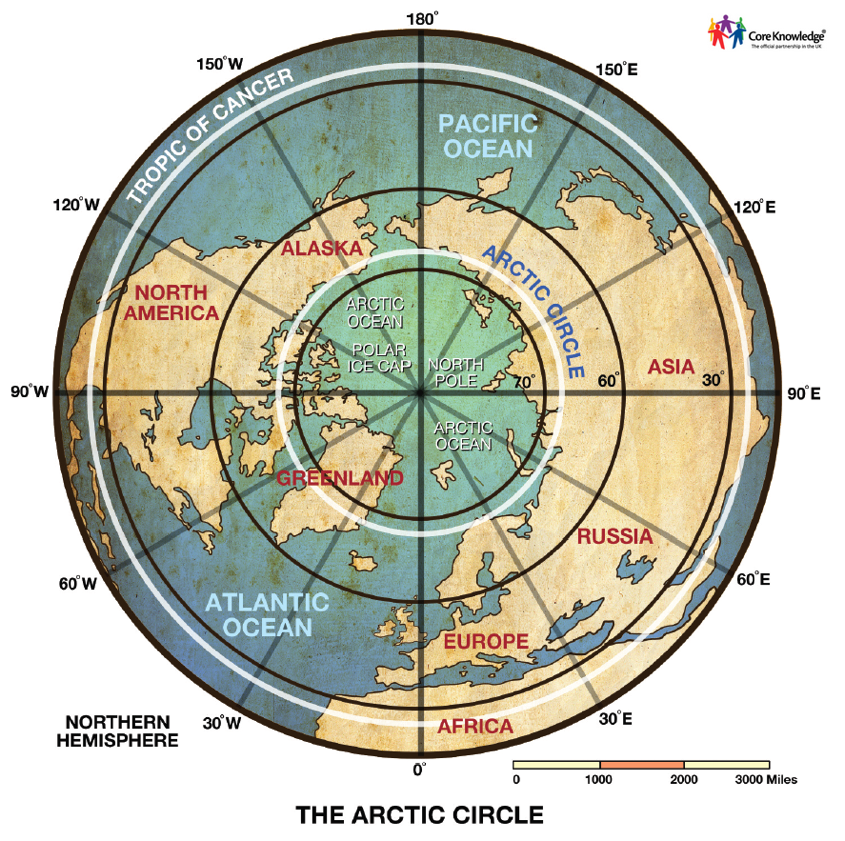 180°
CoreKnowledge®
The official partnership in the UK
150°W
150°E
TROPIC OF CANCER
PACIFIC
OCEAN
120°W
120°E
ALASKA
ARCTIC CIRCLE
NORTH
AMERICA
ARCTIC
OCEAN
POLAR
ICE CAP
NORTH
POLE
70°
60°
30°
ASIA
90°W
90°E
ARCTIC
OCEAN
GREENLAND
RUSSIA
60°W
60°E
ATLANTIC
OCEAN
EUROPE
NORTHERN
HEMISPHERE
30°W
AFRICA
30°E
0°
0 1000 2000 3000 Miles
THE ARCTIC CIRCLE